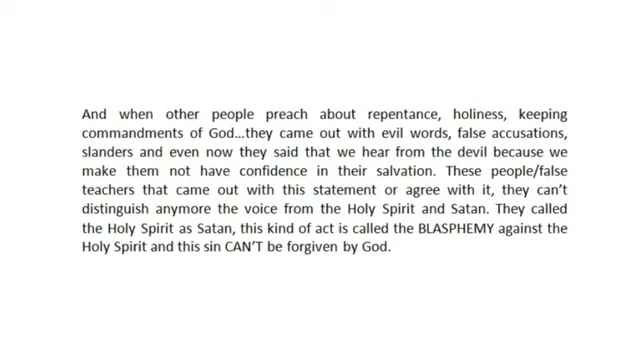 And when other people preach about repentance, holiness, keeping
commandments of God...they came out with evil words, false accusations,
slanders and even now they said that we hear from the devil because we
make them not have confidence in their salvation. These people/false
teachers that came out with this statement or agree with it, they can't
distinguish anymore the voice from the Holy Spirit and Satan. They called
the Holy Spirit as Satan, this kind of act is called the BLASPHEMY against the
Holy Spirit and this sin CAN'T be forgiven by God.